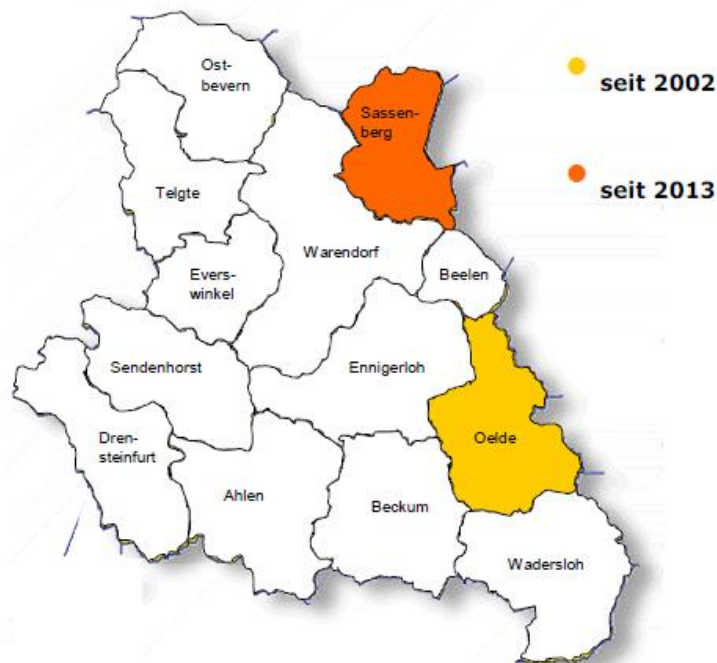 Ost-
bevern
seit 2002
Sassen-
berg
seit 2013
Telgte
Warendorf
Beelen
Evers-
winkel
Sendenhorst
Ennigerloh
Oelde
Dren-
steinfurt
Ahlen
Beckum
Wadersloh